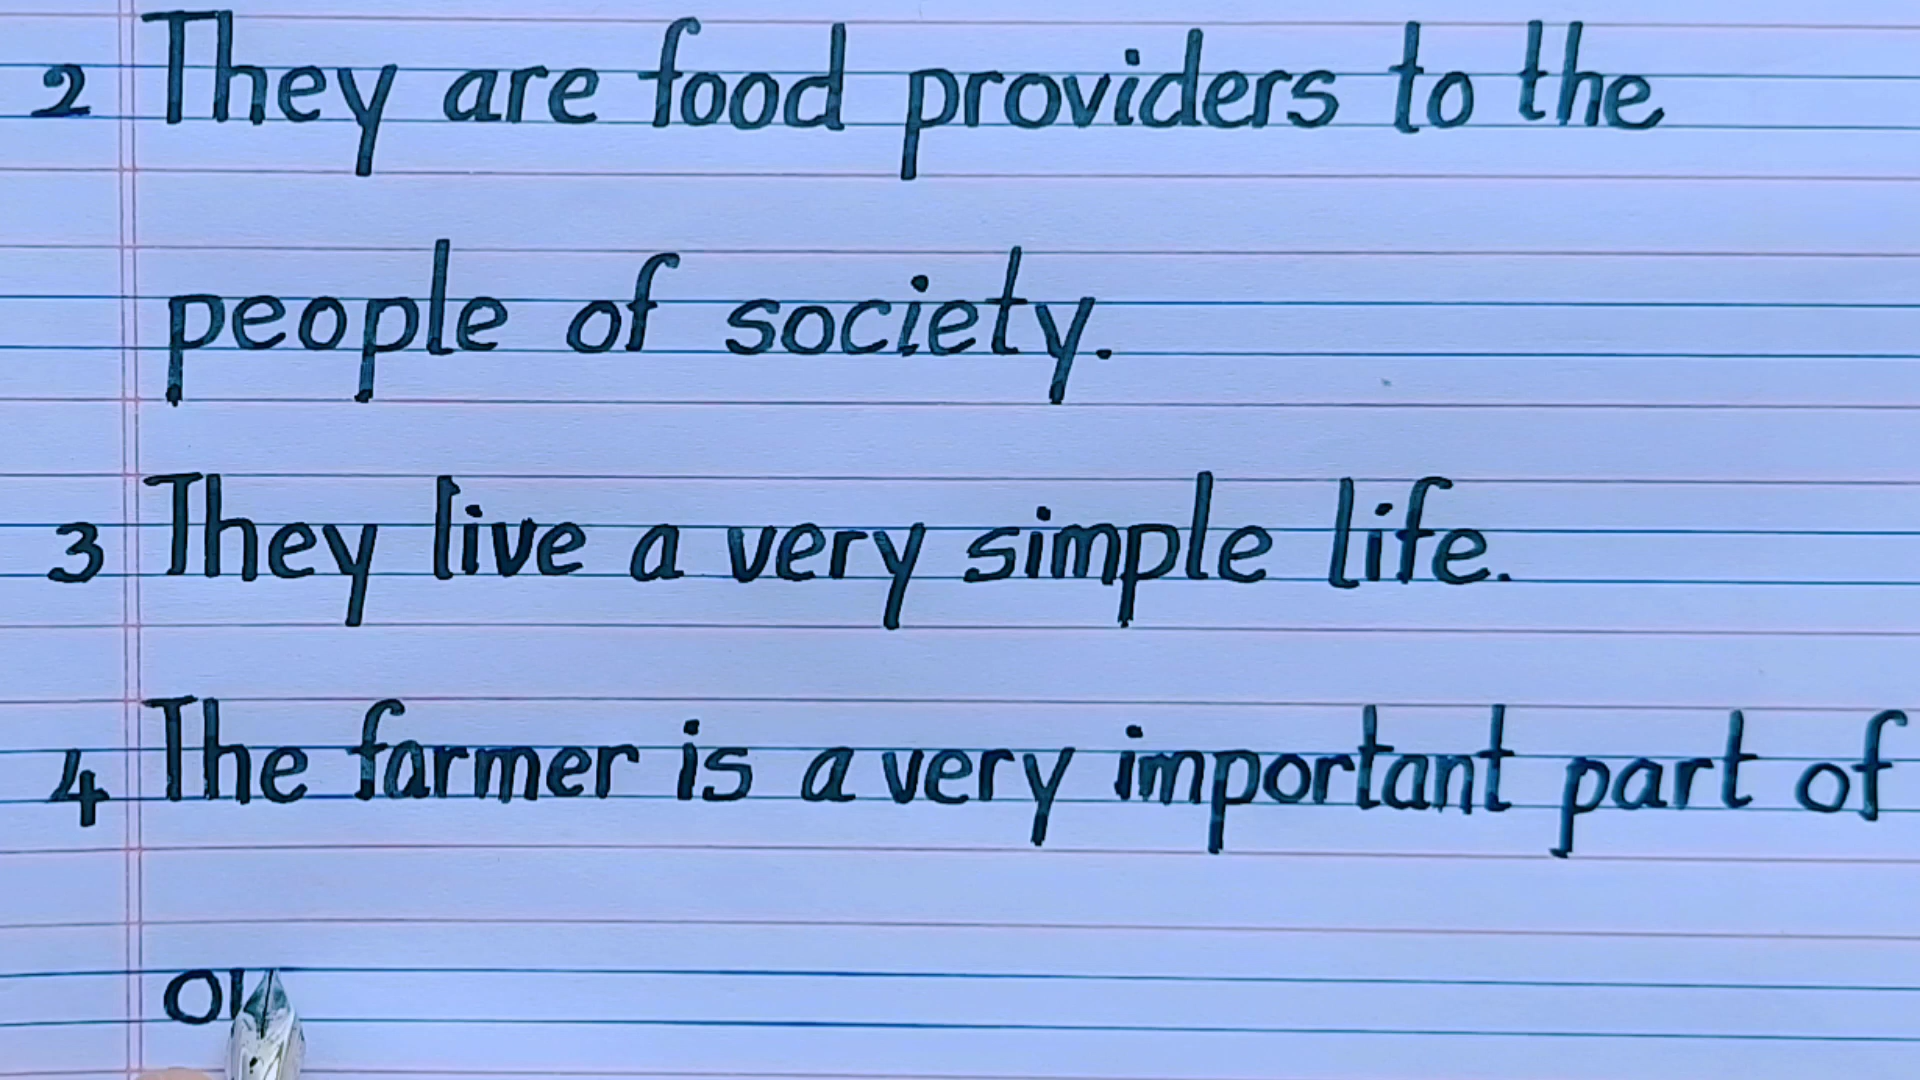 2 They are food providers to the
people of society.
3 They live a very simple life.
4 The farmer is a very important part of